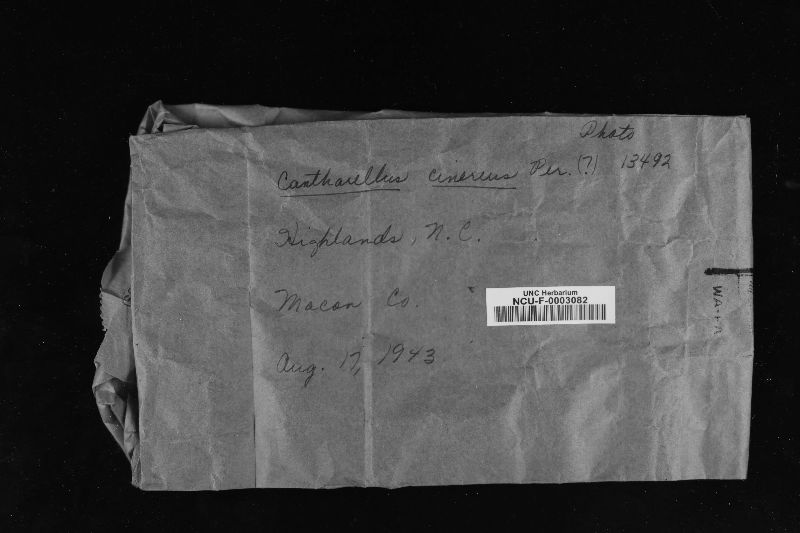 Photo
Cantharellus cinereus Per. (?) 13492
Highlands, N.C.
UNC Herbarium
NCU-F-0003082
Macon Co.
Aug. 17, 1943